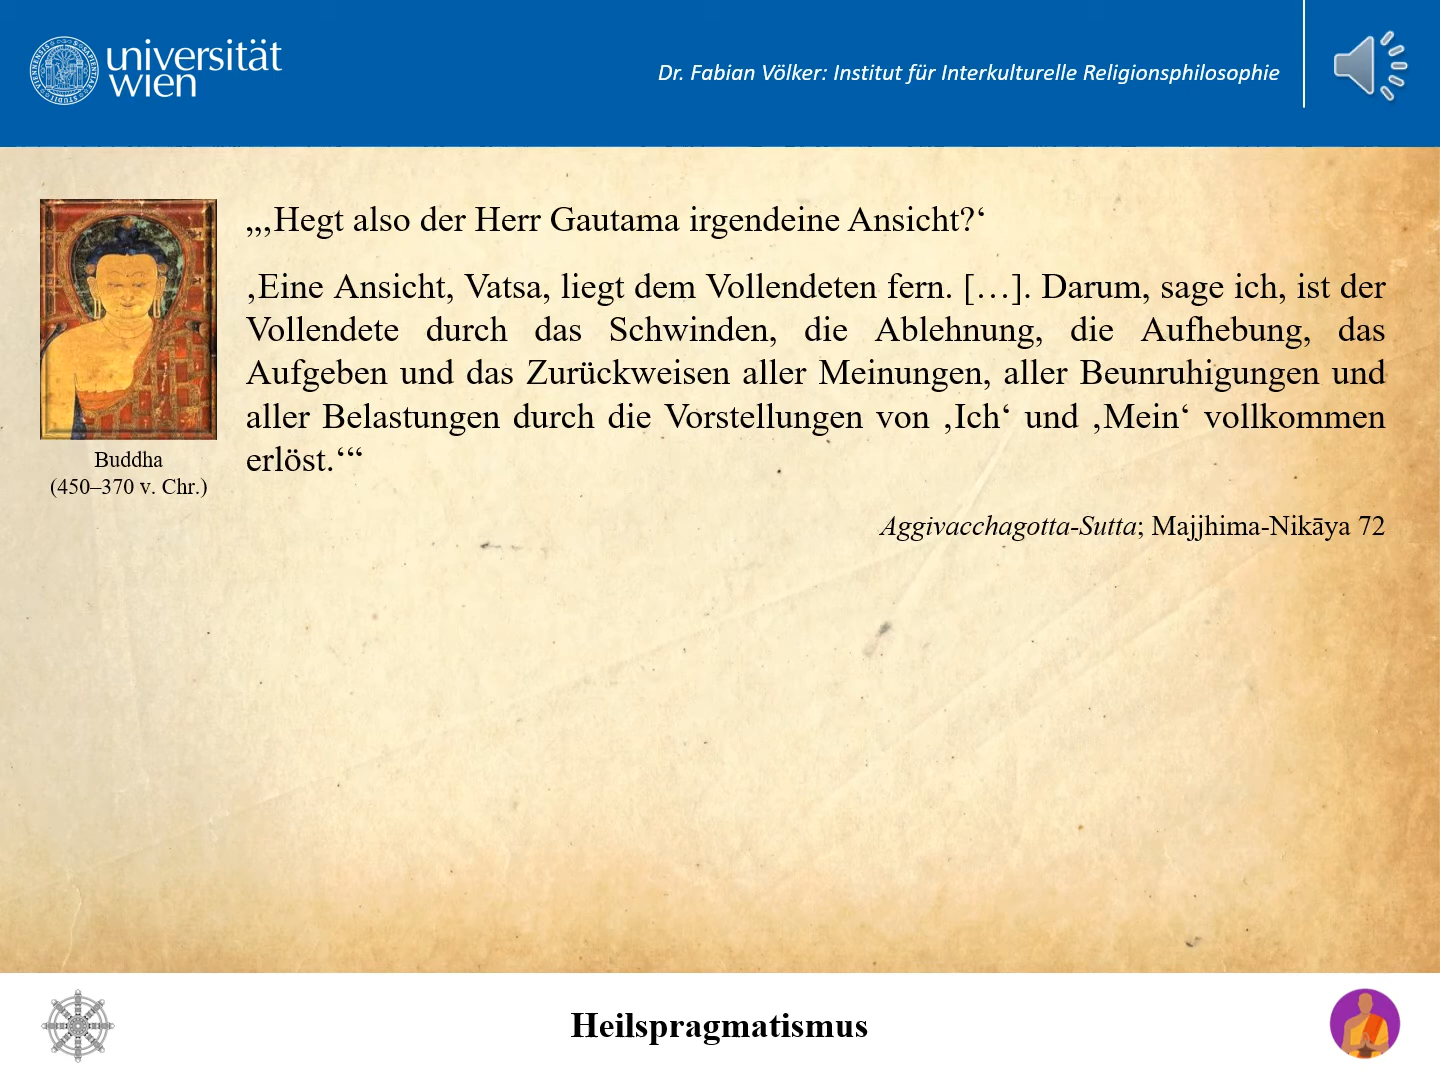 universität
wien
Dr. Fabian Völker: Institut für Interkulturelle Religionsphilosophie
„‚Hegt also der Herr Gautama irgendeine Ansicht?‘
‚Eine Ansicht, Vatsa, liegt dem Vollendeten fern. […]. Darum, sage ich, ist der
Vollendete durch das Schwinden, die Ablehnung, die Aufhebung, das
Aufgeben und das Zurückweisen aller Meinungen, aller Beunruhigungen und
aller Belastungen durch die Vorstellungen von ‚Ich‘ und ‚Mein‘ vollkommen
erlöst.‘“
Buddha
(450–370 v. Chr.)
Aggivacchagotta-Sutta; Majjhima-Nikāya 72
Heilspragmatismus